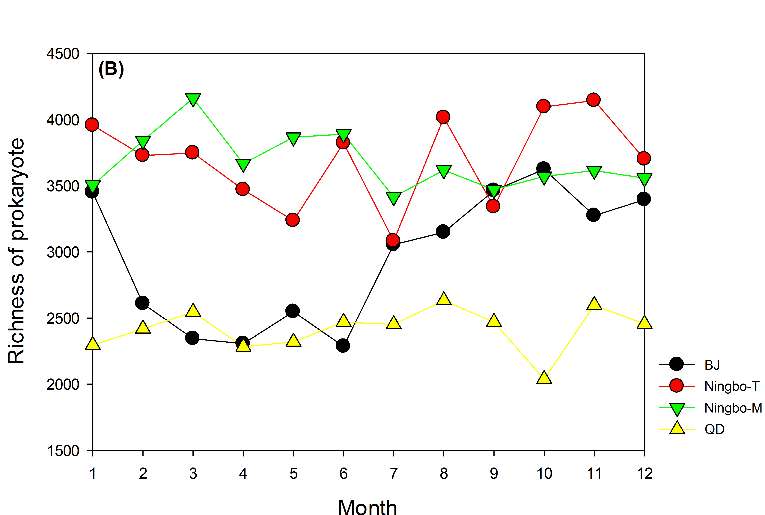 (B)
Richness of prokaryote
4500
4000
3500
3000
2500
2000
1500
1 2 3 4 5 6 7 8 9 10 11 12
Month
BJ
Ningbo-T
Ningbo-M
QD